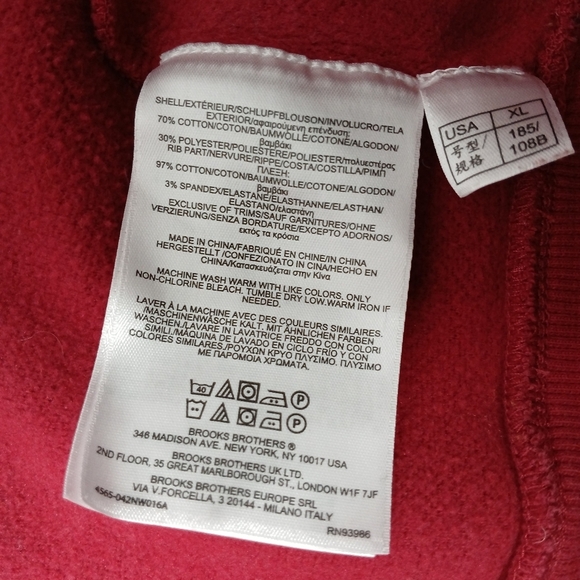 SHELL/EXTÉRIEUR/SCHLUPFBLOUSON/INVOLUCRO/TELA
EXTERIOR/αφαιρούμενη επένδυση:
70% COTTON/COTON/BAUMWOLLE/COTONE/ALGODON/
βαμβάκι
30% POLYESTER/POLIESTERE/POLIESTER/πολυεστέρας
RIB PART/NERVURE/RIPPE/COSTA/COSTILLA/ΡΙΜΠ
ΠΛΕΞΗ:
97% COTTON/COTON/BAUMWOLLE/COTONE/ALGODON/
βαμβάκι
3% SPANDEX/ELASTANE/ELASTHANNE/ELASTHAN/
ELASTANO/ελαστάνη
EXCLUSIVE OF TRIMS/SAUF GARNITURES/OHNE
VERZIERUNG/SENZA BORDATURE/EXCEPTO ADORNOS/
εκτός τα κρόσια
MADE IN CHINA/FABRIQUÉ EN CHINE/IN CHINA
HERGESTELLT /CONFEZIONATO IN CINA/HECHO EN
CHINA/Κατασκευάζεται στην Κίνα
MACHINE WASH WARM WITH LIKE COLORS. ONLY
NON-CHLORINE BLEACH. TUMBLE DRY LOW.WARM IRON IF
NEEDED.
LAVER À LA MACHINE AVEC DES COULEURS SIMILAIRES.
/MASCHINENWÄSCHE KALT. MIT ÄHNLICHEN FARBEN
WASCHEN/LAVARE IN LAVATRICE FREDDO CON COLORI
SIMILI./MÁQUINA DE LAVADO EN CICLO FRÍO Y CON
COLORES SIMILARES./ΡΟΥΧΩΝ ΚΡΥΟ ΠΛΥΣΙΜΟ. ΠΛΥΣΙΜΟ
ΜΕ ΠΑΡΟΜΟΙΑ ΧΡΩΜΑΤΑ.
40 P
P
BROOKS BROTHERS ®
346 MADISON AVE. NEW YORK, NY 10017 USA
BROOKS BROTHERS UK LTD.
2ND FLOOR, 35 GREAT MARLBOROUGH ST., LONDON W1F 7JF
BROOKS BROTHERS EUROPE SRL
VIA V.FORCELLA, 3 20144 - MILANO ITALY
4565-042NW016A
RN93986
USA XL
号型/ 185/
规格 108B